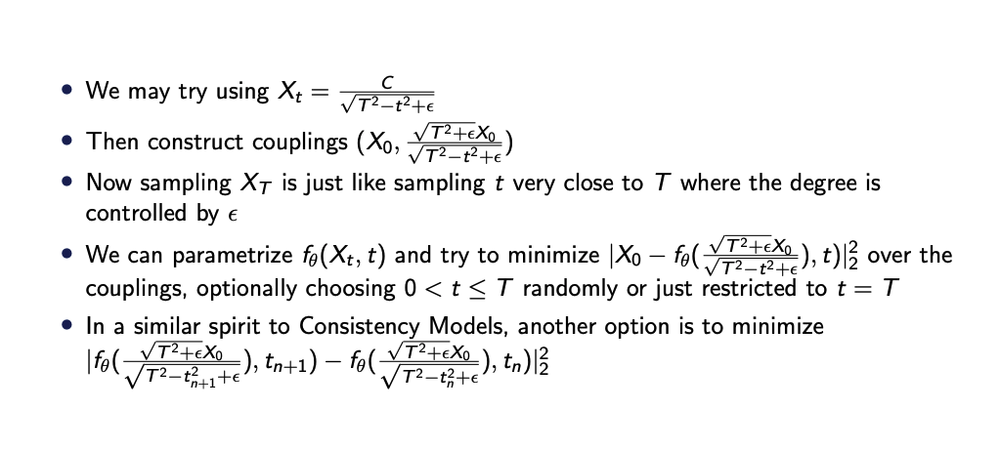 • We may try using $X_t = \frac{C}{\sqrt{T^2-t^2+\epsilon}}$
• Then construct couplings $(X_0, \frac{\sqrt{T^2+\epsilon}X_0}{\sqrt{T^2-t^2+\epsilon}})$
• Now sampling $X_T$ is just like sampling $t$ very close to $T$ where the degree is
controlled by $\epsilon$
• We can parametrize $f_\theta(X_t, t)$ and try to minimize $|X_0 - f_\theta(\frac{\sqrt{T^2+\epsilon}X_0}{\sqrt{T^2-t^2+\epsilon}}), t)|_2^2$ over the
couplings, optionally choosing $0 < t \leq T$ randomly or just restricted to $t = T$
• In a similar spirit to Consistency Models, another option is to minimize
$|f_\theta(\frac{\sqrt{T^2+\epsilon}X_0}{\sqrt{T^2-t_{n+1}^2+\epsilon}}), t_{n+1}) - f_\theta(\frac{\sqrt{T^2+\epsilon}X_0}{\sqrt{T^2-t_n^2+\epsilon}}), t_n)|_2^2$